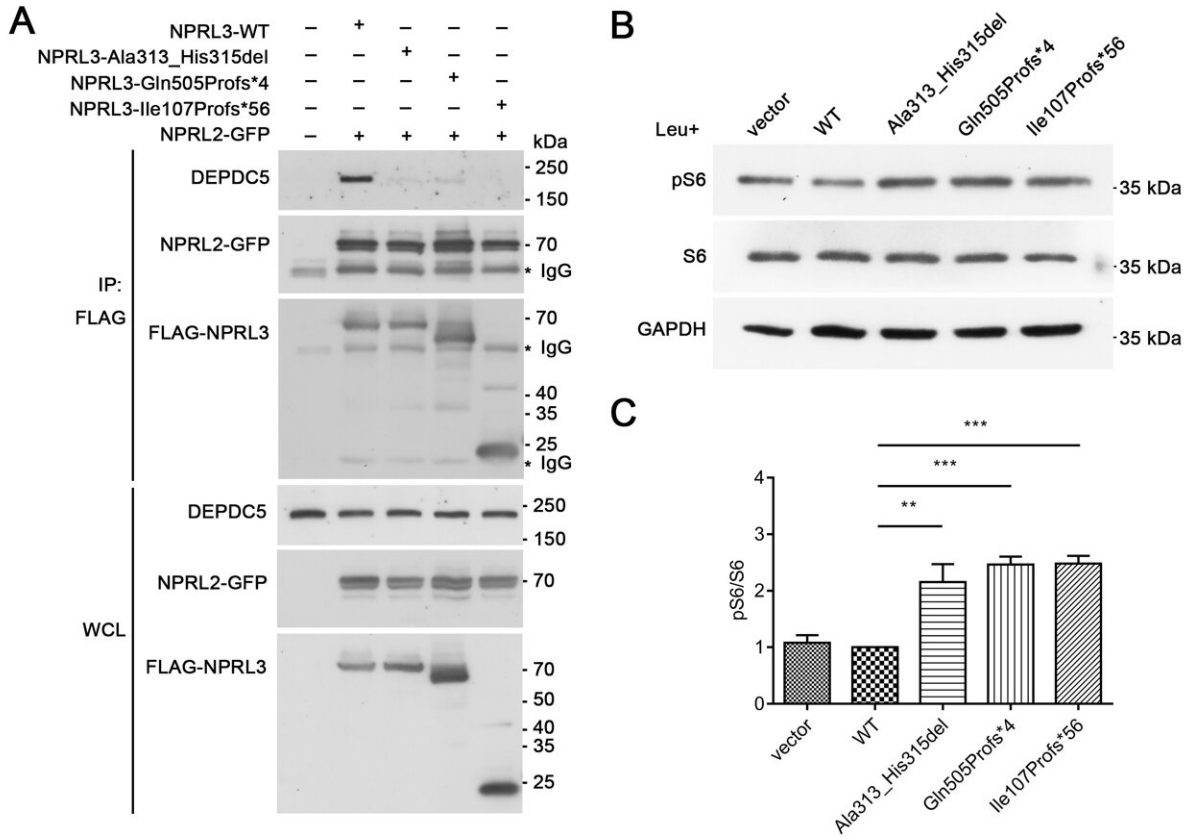 A
NPRL3-WT – + – – –
NPRL3-Ala313_His315del – – + – –
NPRL3-Gln505Profs*4 – – – + –
NPRL3-Ile107Profs*56 – – – – +
NPRL2-GFP – + + + +
kDa
IP:
FLAG
DEPDC5
- 250
- 150
NPRL2-GFP
- 70
* IgG
FLAG-NPRL3
- 70
* IgG
- 40
- 35
- 25
* IgG
WCL
DEPDC5
- 250
- 150
NPRL2-GFP
- 70
FLAG-NPRL3
- 70
- 50
- 40
- 35
- 25
B
Leu+
vector
WT
Ala313_His315del
Gln505Profs*4
Ile107Profs*56
pS6
-35 kDa
S6
-35 kDa
GAPDH
-35 kDa
C
***
***
**
pS6/S6
4
3
2
1
0
vector
WT
Ala313_His315del
Gln505Profs*4
Ile107Profs*56